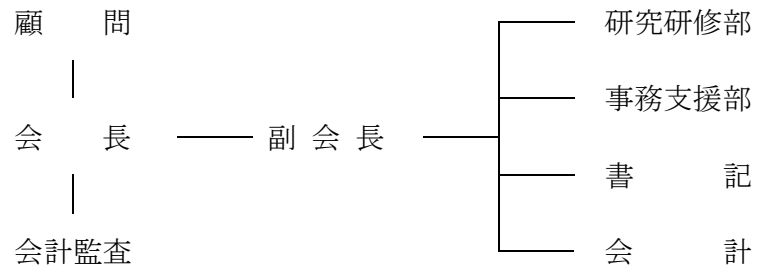 顧　　問
会　　長
会計監査
副 会 長
研究研修部
事務支援部
書　　　記
会　　　計